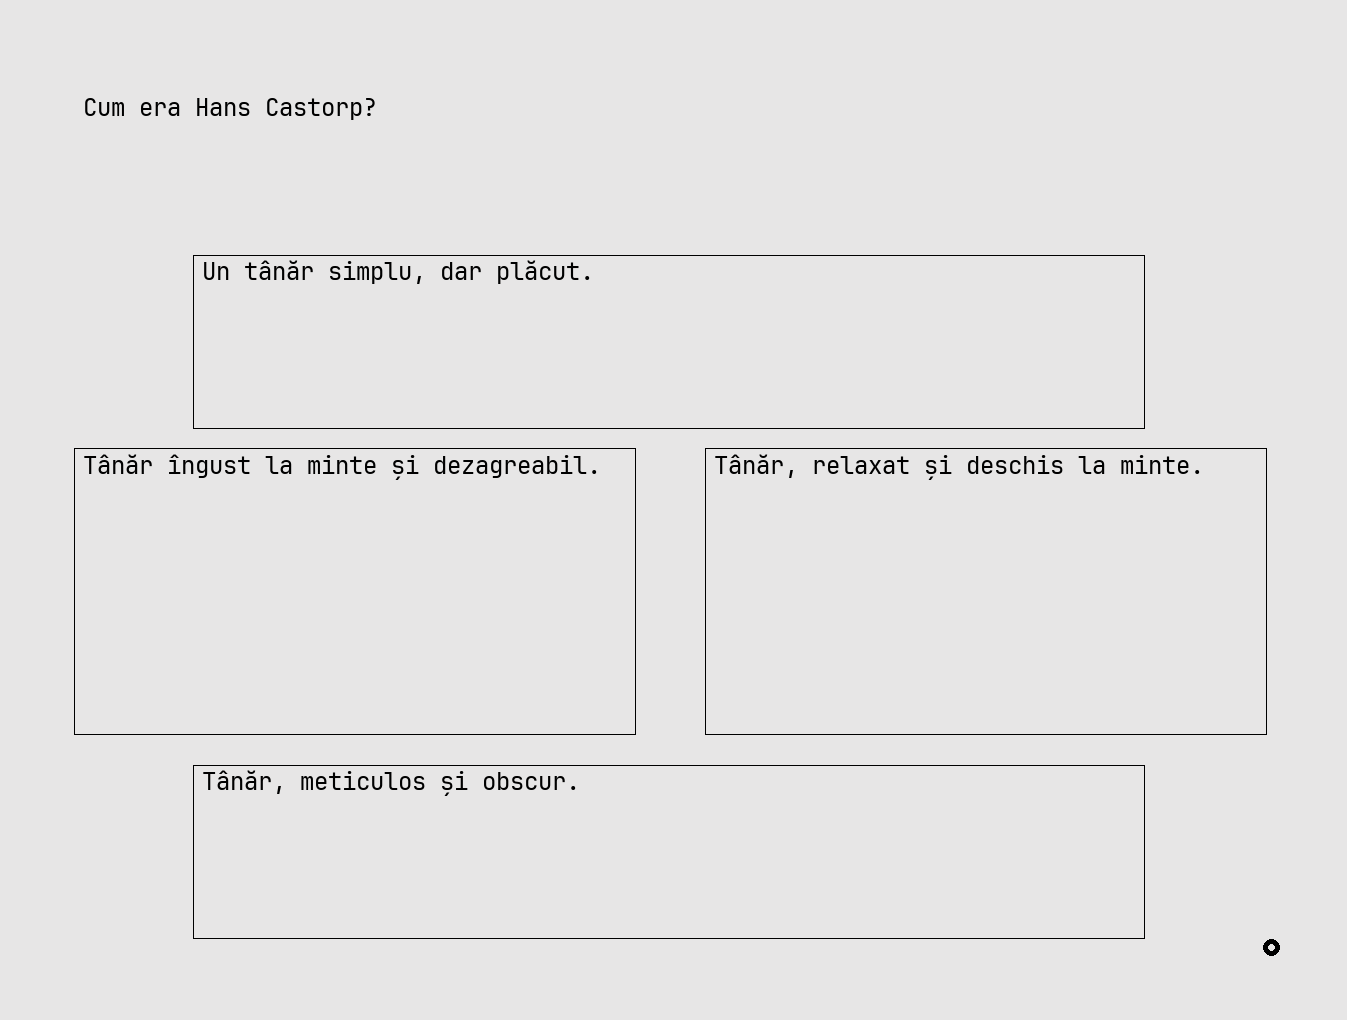 Cum era Hans Castorp?
Un tânăr simplu, dar plăcut.
Tânăr îngust la minte și dezagreabil.
Tânăr, relaxat și deschis la minte.
Tânăr, meticulos și obscur.